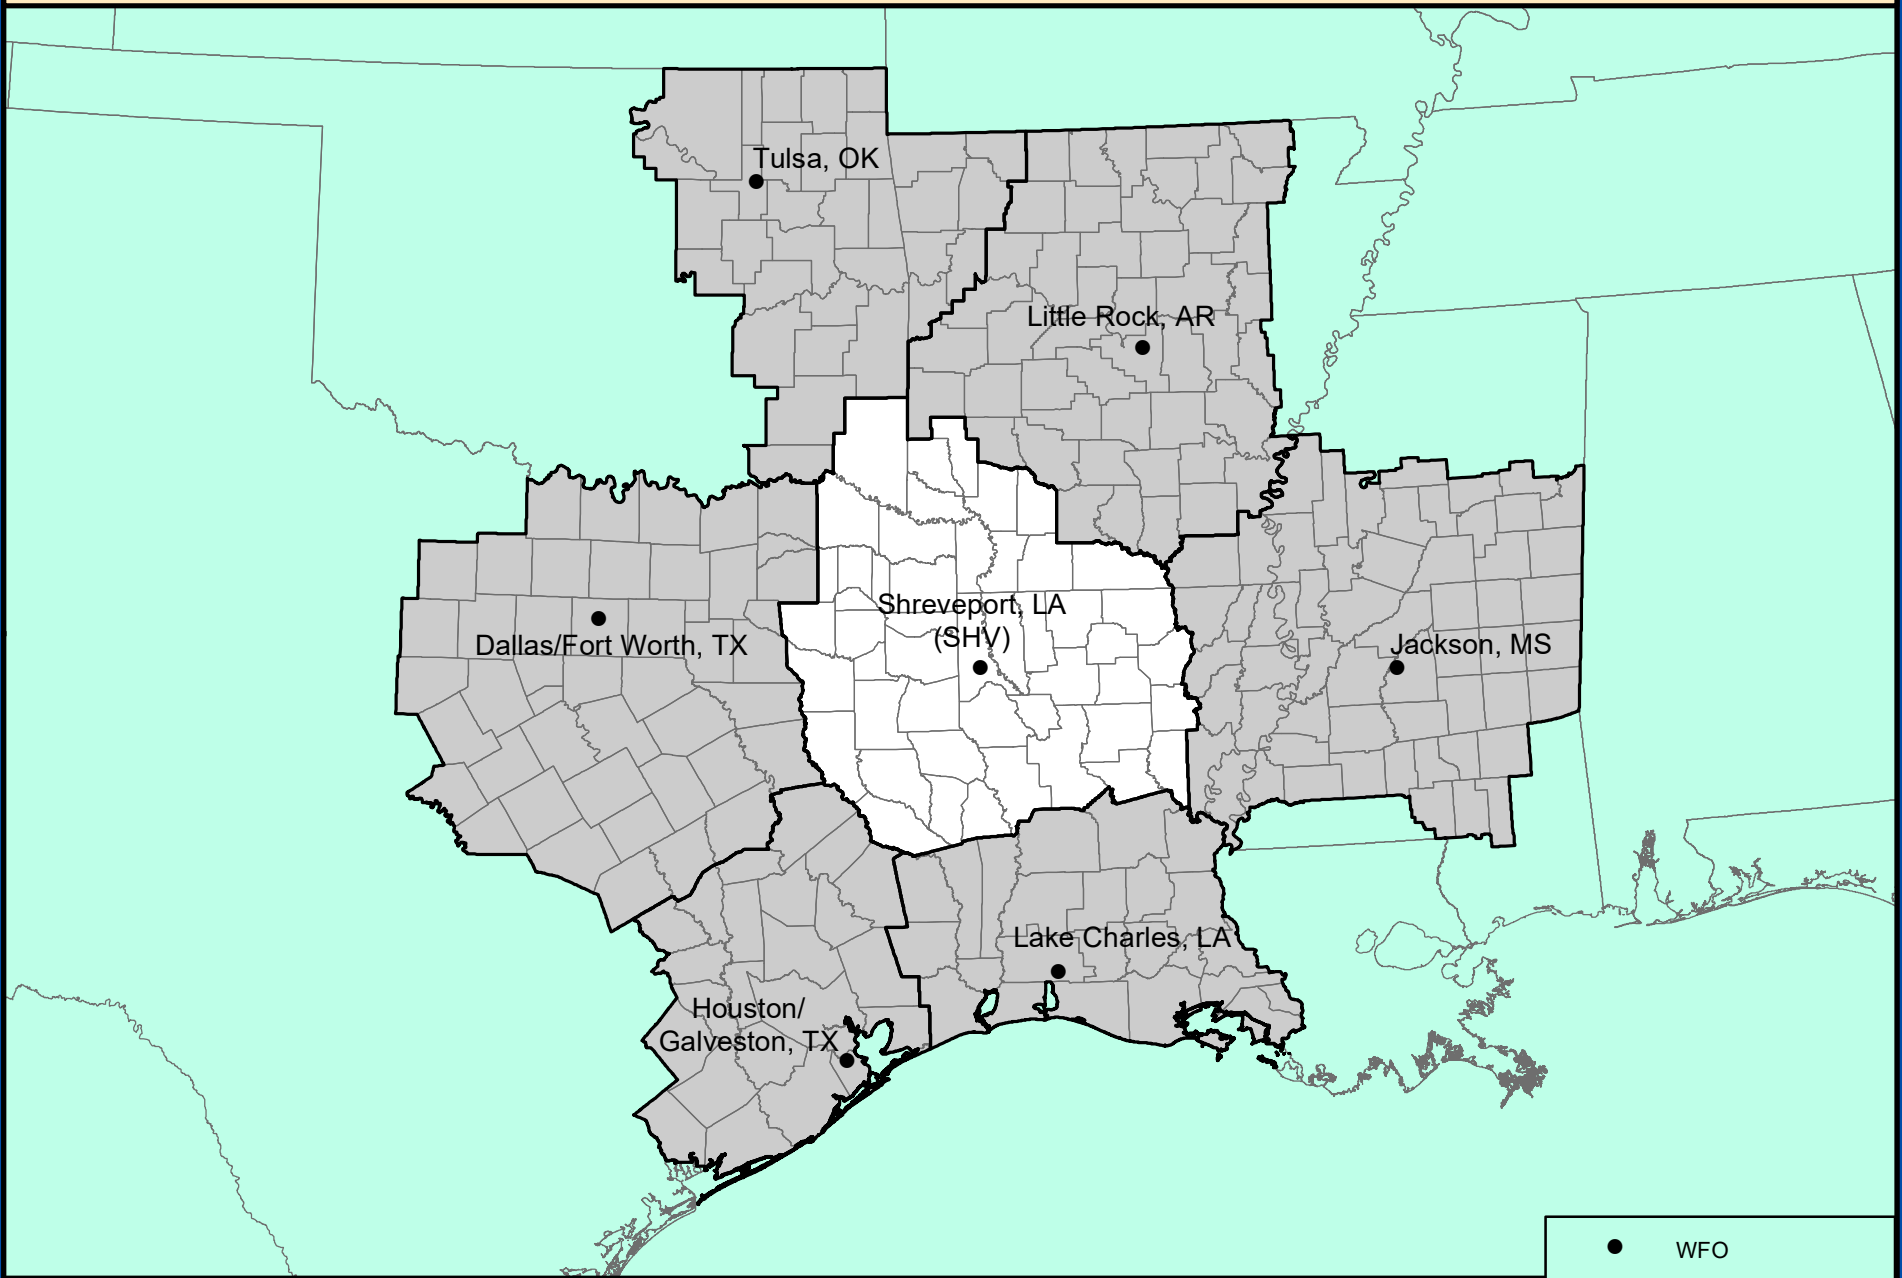 Tulsa, OK
Little Rock, AR
Shreveport, LA
(SHV)
Dallas/Fort Worth, TX
Jackson, MS
Lake Charles, LA
Houston/
Galveston, TX
WFO